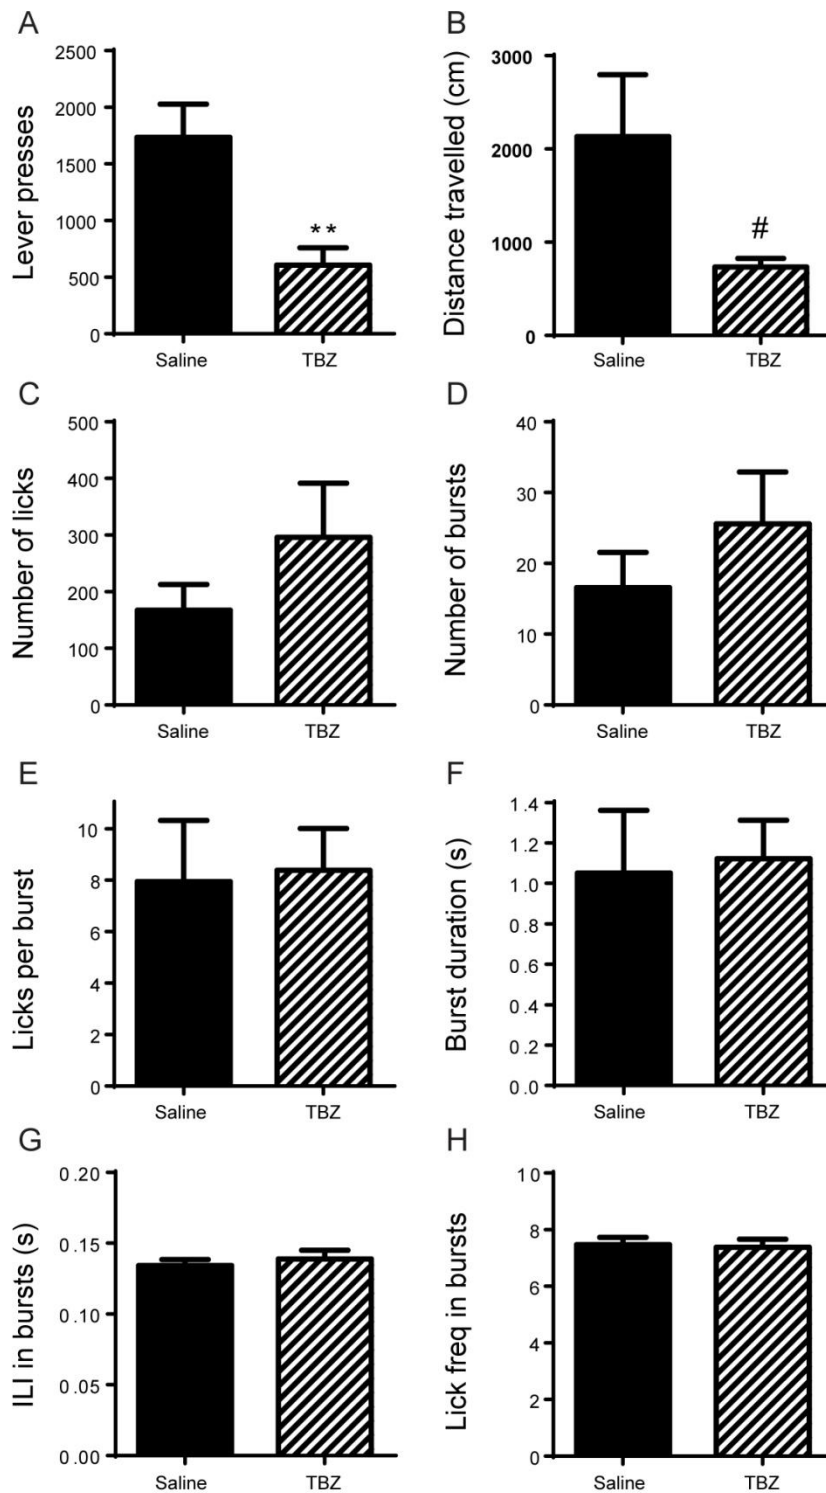 A
Lever presses
2500
2000
1500
1000
500
0
**
Saline TBZ
B
Distance travelled (cm)
3000
2000
1000
0
#
Saline TBZ
C
Number of licks
500
400
300
200
100
0
Saline TBZ
D
Number of bursts
40
30
20
10
0
Saline TBZ
E
Licks per burst
10
8
6
4
2
0
Saline TBZ
F
Burst duration (s)
1.4
1.2
1.0
0.8
0.6
0.4
0.2
0.0
Saline TBZ
G
ILI in bursts (s)
0.20
0.15
0.10
0.05
0.00
Saline TBZ
H
Lick freq in bursts
10
8
6
4
2
0
Saline TBZ